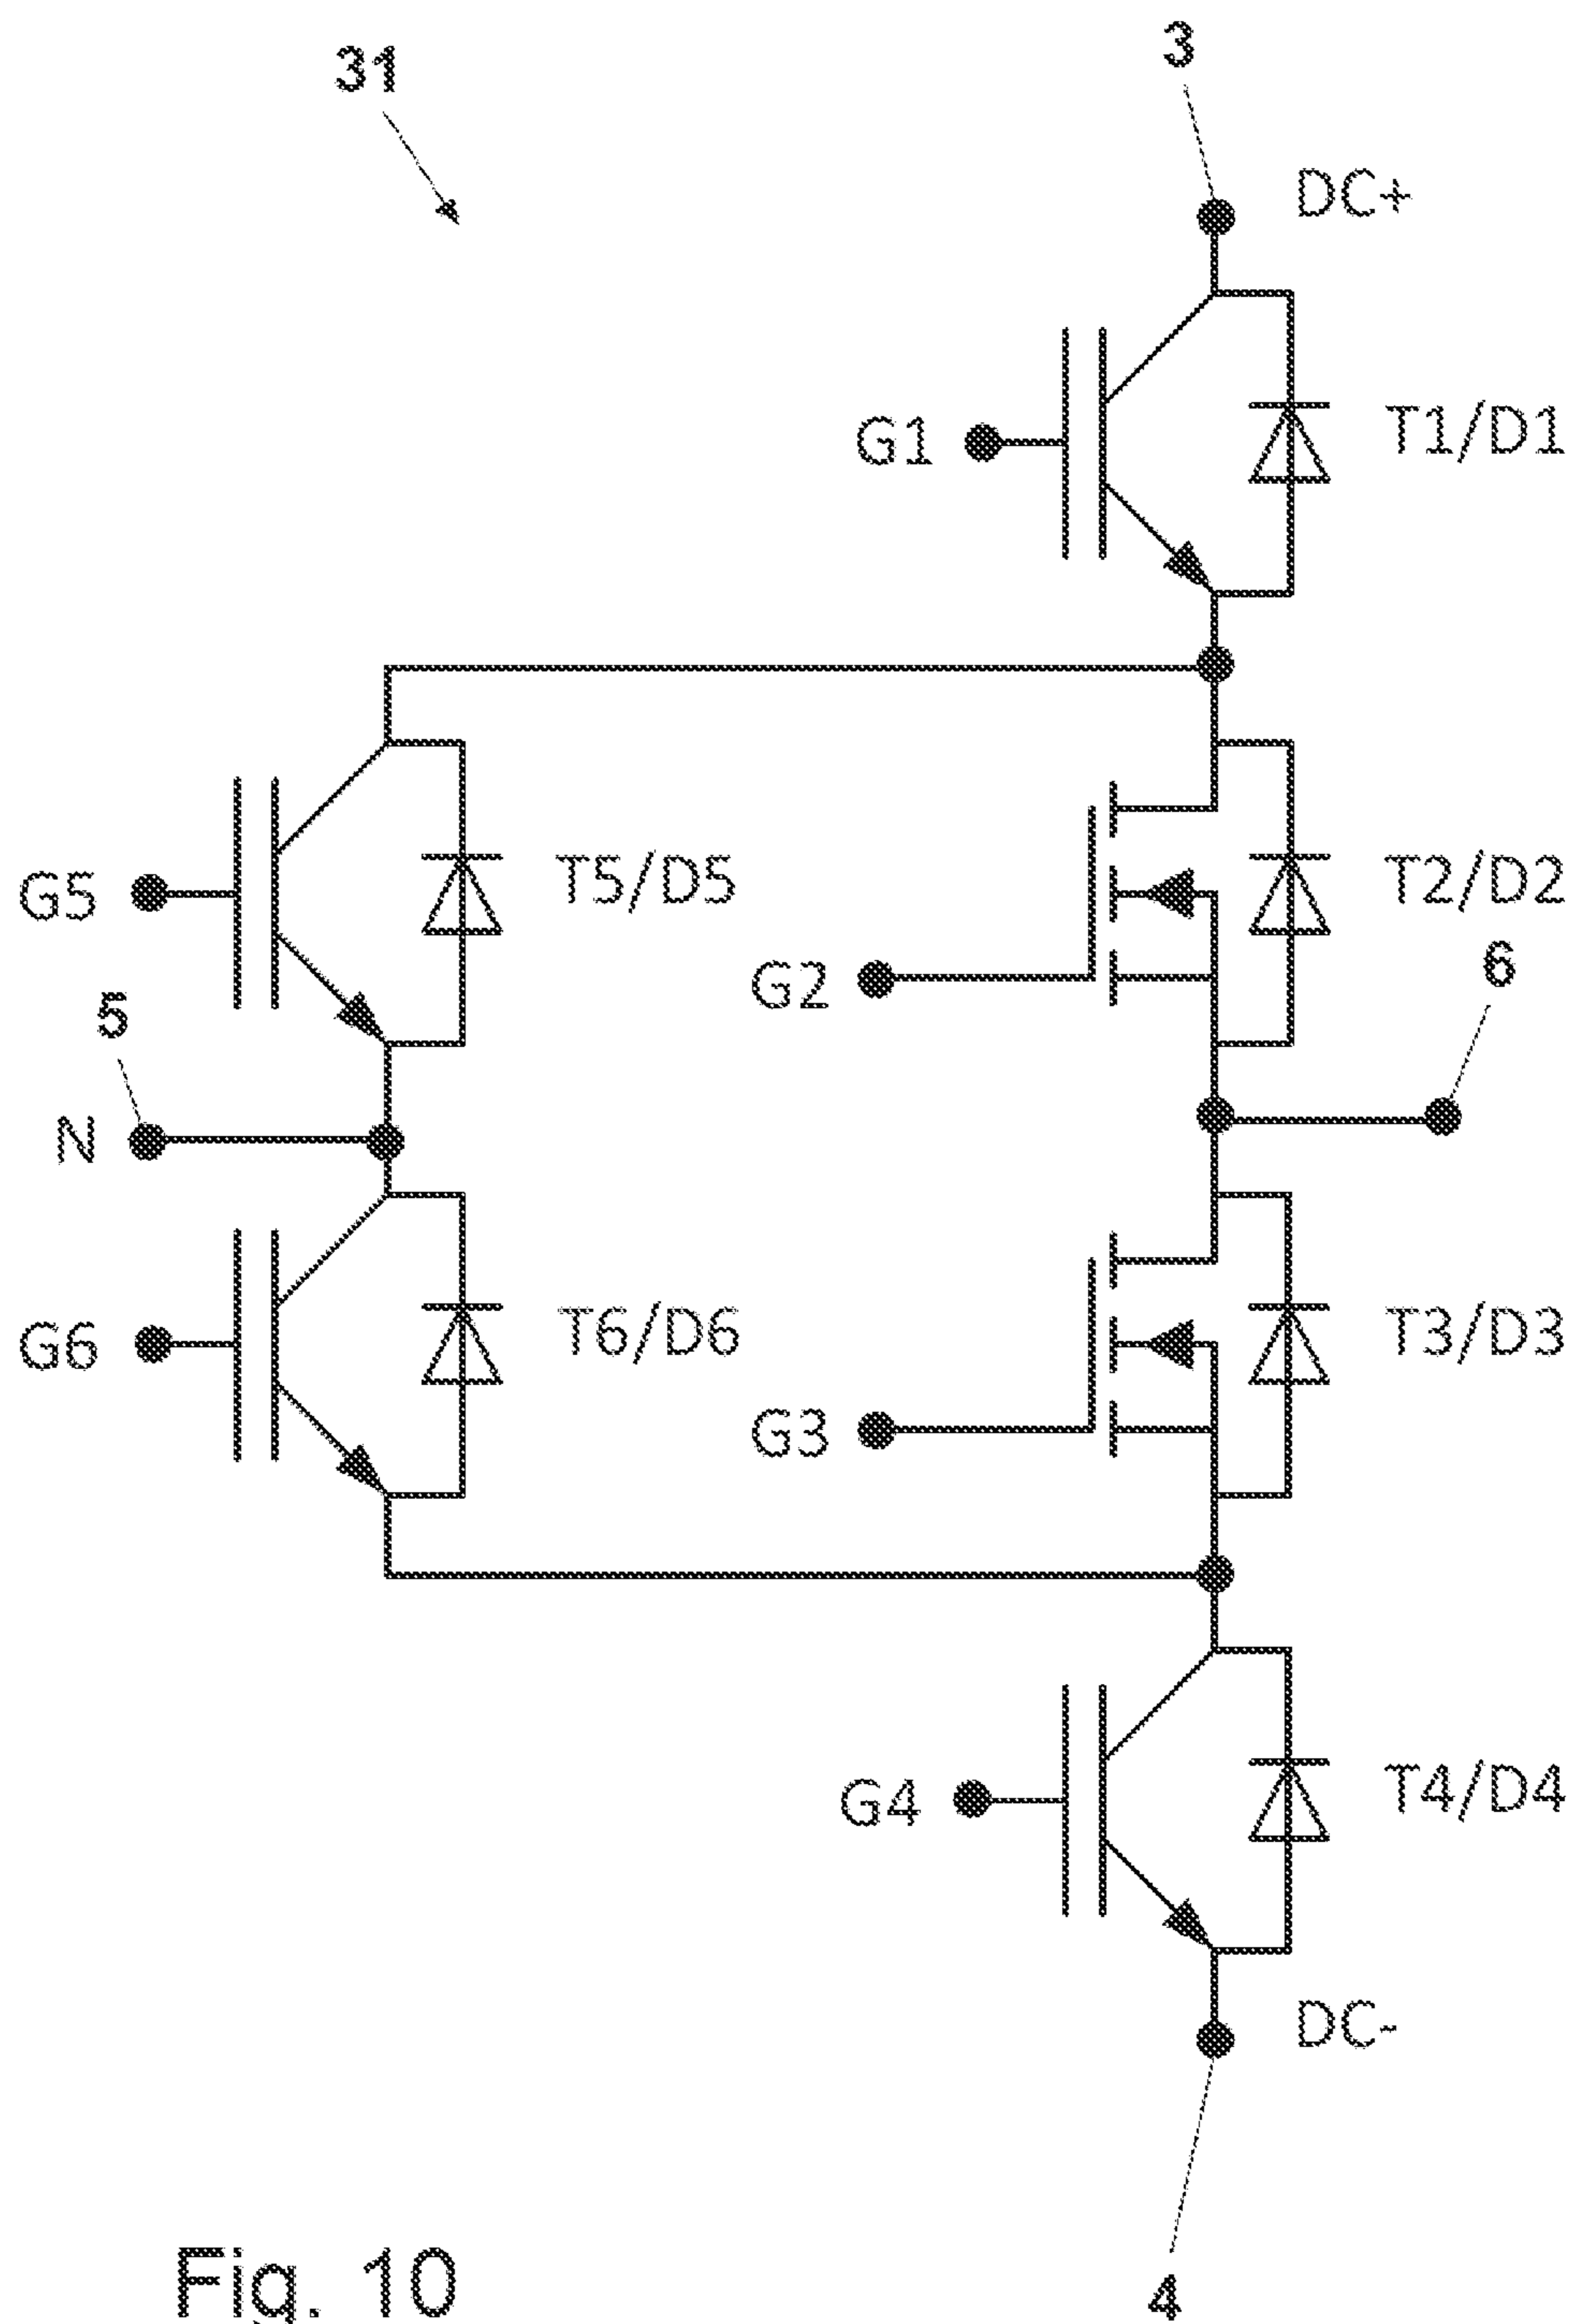 31
3
DC+
G1
T1/D1
G5
T5/D5
T2/D2
G2
6
5
N
G6
T6/D6
T3/D3
G3
G4
T4/D4
DC-
4
Fig. 10